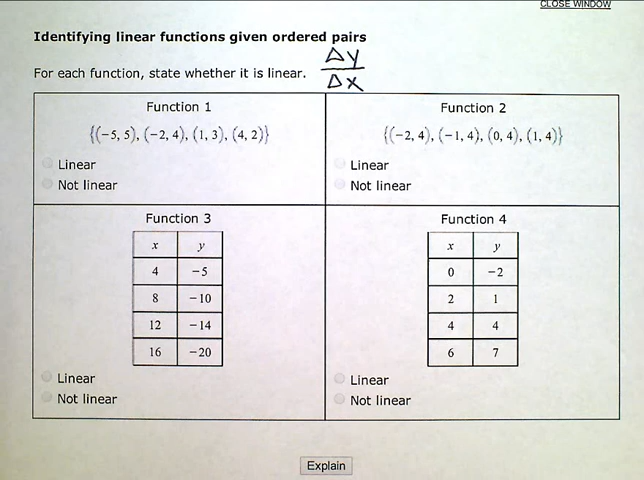 CLOSE WINDOW
Identifying linear functions given ordered pairs
For each function, state whether it is linear.
Δy
Δx
Function 1
{(−5, 5), (−2, 4), (1, 3), (4, 2)}
Linear
Not linear
Function 2
{(−2, 4), (−1, 4), (0, 4), (1, 4)}
Linear
Not linear
Function 3
x y
4 −5
8 −10
12 −14
16 −20
Linear
Not linear
Function 4
x y
0 −2
2 1
4 4
6 7
Linear
Not linear
Explain